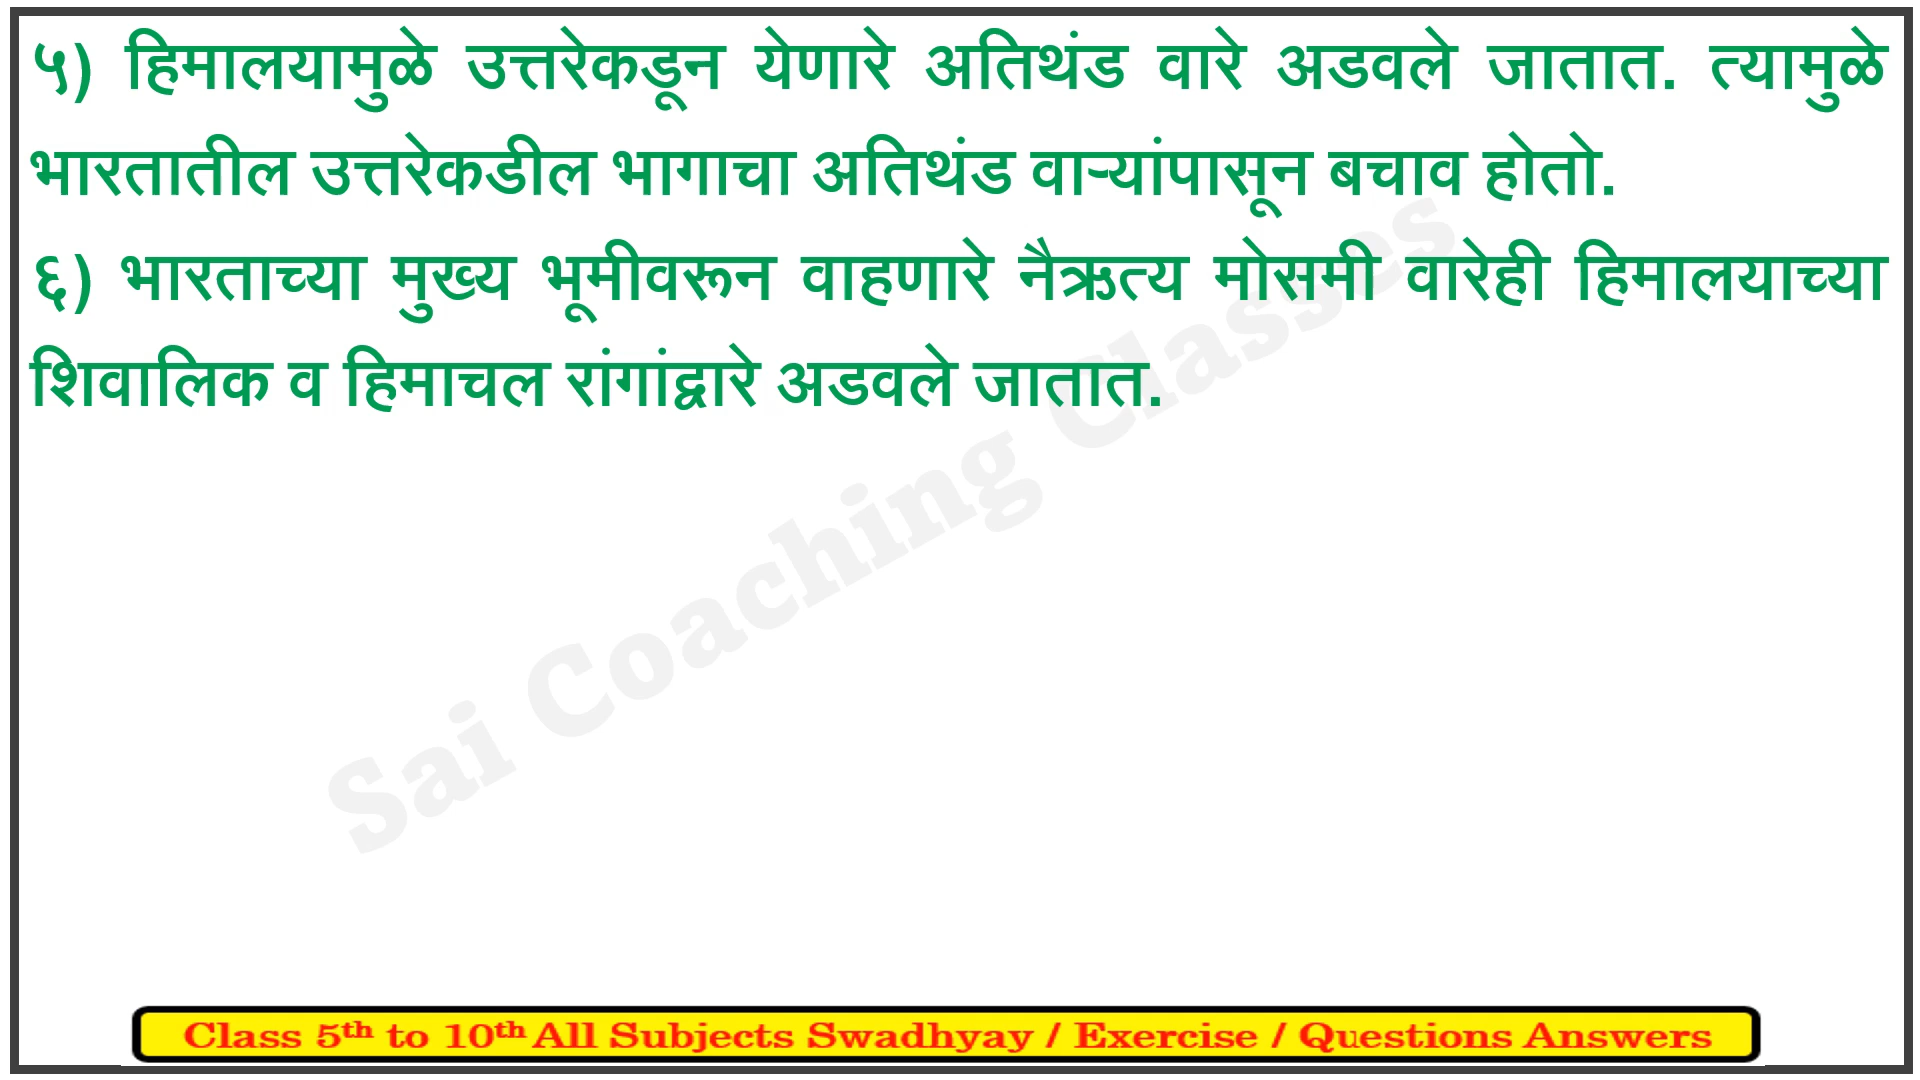 ५) हिमालयामुळे उत्तरेकडून येणारे अतिथंड वारे अडवले जातात. त्यामुळे
भारतातील उत्तरेकडील भागाचा अतिथंड वाऱ्यांपासून बचाव होतो.
६) भारताच्या मुख्य भूमीवरून वाहणारे नैऋत्य मोसमी वारेही हिमालयाच्या
शिवालिक व हिमाचल रांगांद्वारे अडवले जातात.
Sai Coaching Classes
Class 5th to 10th All Subjects Swadhyay / Exercise / Questions Answers